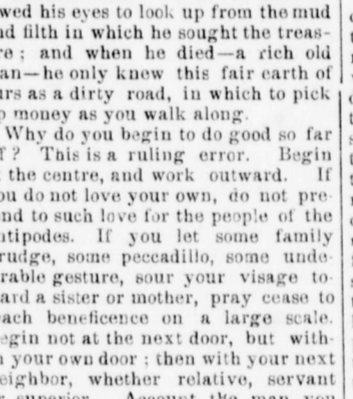 wed his eyes to look up from the mud
nd filth in which he sought the treas-
re; and when he died—a rich old
an—he only knew this fair earth of
urs as a dirty road, in which to pick
p money as you walk along.
Why do you begin to do good so far
f? This is a ruling error. Begin
the centre, and work outward. If
ou do not love your own, do not pre-
nd to such love for the people of the
ntipodes. If you let some family
rudge, some peccadillo, some unde-
rable gesture, sour your visage to-
ard a sister or mother, pray cease to
ach beneficence on a large scale.
egin not at the next door, but with-
n your own door; then with your next
eighbor, whether relative, servant
r superior. Account the man you